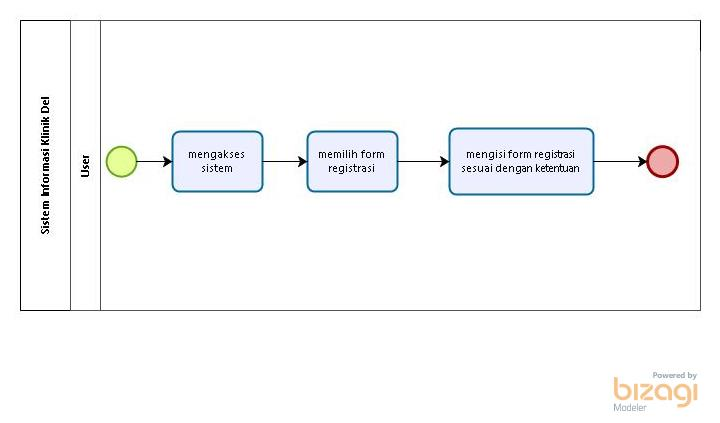 Sistem Informasi Klinik Del
User
mengakses
sistem
memilih form
registrasi
mengisi form registrasi
sesuai dengan ketentuan
Powered by
bizagi
Modeler